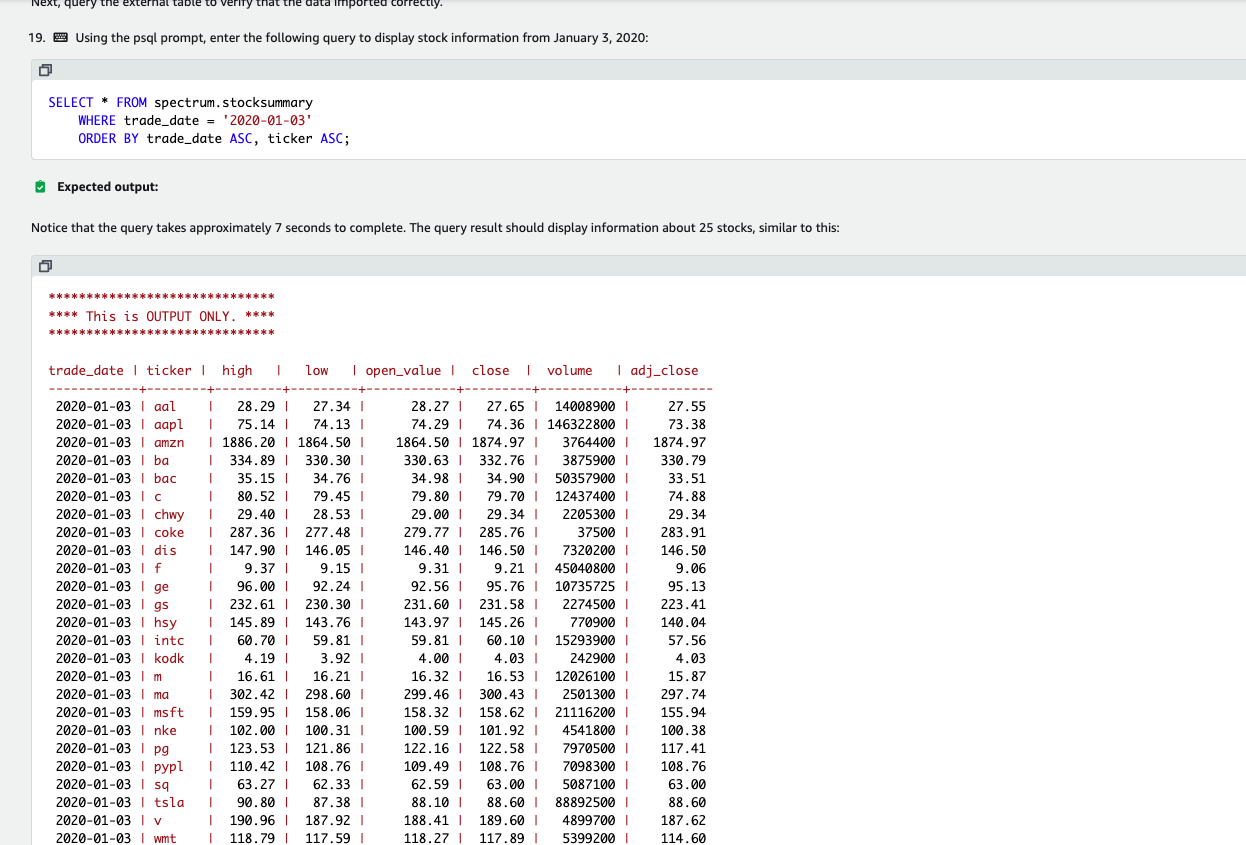 Next, query the external table to verify that the data imported correctly.
19. Using the psql prompt, enter the following query to display stock information from January 3, 2020:
SELECT * FROM spectrum.stocksummary
    WHERE trade_date = '2020-01-03'
    ORDER BY trade_date ASC, ticker ASC;
Expected output:
Notice that the query takes approximately 7 seconds to complete. The query result should display information about 25 stocks, similar to this:
******************************
**** This is OUTPUT ONLY. ****
******************************
trade_date | ticker |  high   |   low   | open_value |  close  |  volume   | adj_close
------------+--------+---------+---------+------------+---------+-----------+-----------
 2020-01-03 | aal    |   28.29 |   27.34 |      28.27 |   27.65 |  14008900 |     27.55
 2020-01-03 | aapl   |   75.14 |   74.13 |      74.29 |   74.36 | 146322800 |     73.38
 2020-01-03 | amzn   | 1886.20 | 1864.50 |    1864.50 | 1874.97 |   3764400 |   1874.97
 2020-01-03 | ba     |  334.89 |  330.30 |     330.63 |  332.76 |   3875900 |    330.79
 2020-01-03 | bac    |   35.15 |   34.76 |      34.98 |   34.90 |  50357900 |     33.51
 2020-01-03 | c      |   80.52 |   79.45 |      79.80 |   79.70 |  12437400 |     74.88
 2020-01-03 | chwy   |   29.40 |   28.53 |      29.00 |   29.34 |   2205300 |     29.34
 2020-01-03 | coke   |  287.36 |  277.48 |     279.77 |  285.76 |     37500 |    283.91
 2020-01-03 | dis    |  147.90 |  146.05 |     146.40 |  146.50 |   7320200 |    146.50
 2020-01-03 | f      |    9.37 |    9.15 |       9.31 |    9.21 |  45040800 |      9.06
 2020-01-03 | ge     |   96.00 |   92.24 |      92.56 |   95.76 |  10735725 |     95.13
 2020-01-03 | gs     |  232.61 |  230.30 |     231.60 |  231.58 |   2274500 |    223.41
 2020-01-03 | hsy    |  145.89 |  143.76 |     143.97 |  145.26 |    770900 |    140.04
 2020-01-03 | intc   |   60.70 |   59.81 |      59.81 |   60.10 |  15293900 |     57.56
 2020-01-03 | kodk   |    4.19 |    3.92 |       4.00 |    4.03 |    242900 |      4.03
 2020-01-03 | m      |   16.61 |   16.21 |      16.32 |   16.53 |  12026100 |     15.87
 2020-01-03 | ma     |  302.42 |  298.60 |     299.46 |  300.43 |   2501300 |    297.74
 2020-01-03 | msft   |  159.95 |  158.06 |     158.32 |  158.62 |  21116200 |    155.94
 2020-01-03 | nke    |  102.00 |  100.31 |     100.59 |  101.92 |   4541800 |    100.38
 2020-01-03 | pg     |  123.53 |  121.86 |     122.16 |  122.58 |   7970500 |    117.41
 2020-01-03 | pypl   |  110.42 |  108.76 |     109.49 |  108.76 |   7098300 |    108.76
 2020-01-03 | sq     |   63.27 |   62.33 |      62.59 |   63.00 |   5087100 |     63.00
 2020-01-03 | tsla   |   90.80 |   87.38 |      88.10 |   88.60 |  88892500 |     88.60
 2020-01-03 | v      |  190.96 |  187.92 |     188.41 |  189.60 |   4899700 |    187.62
 2020-01-03 | wmt    |  118.79 |  117.59 |     118.27 |  117.89 |   5399200 |    114.60